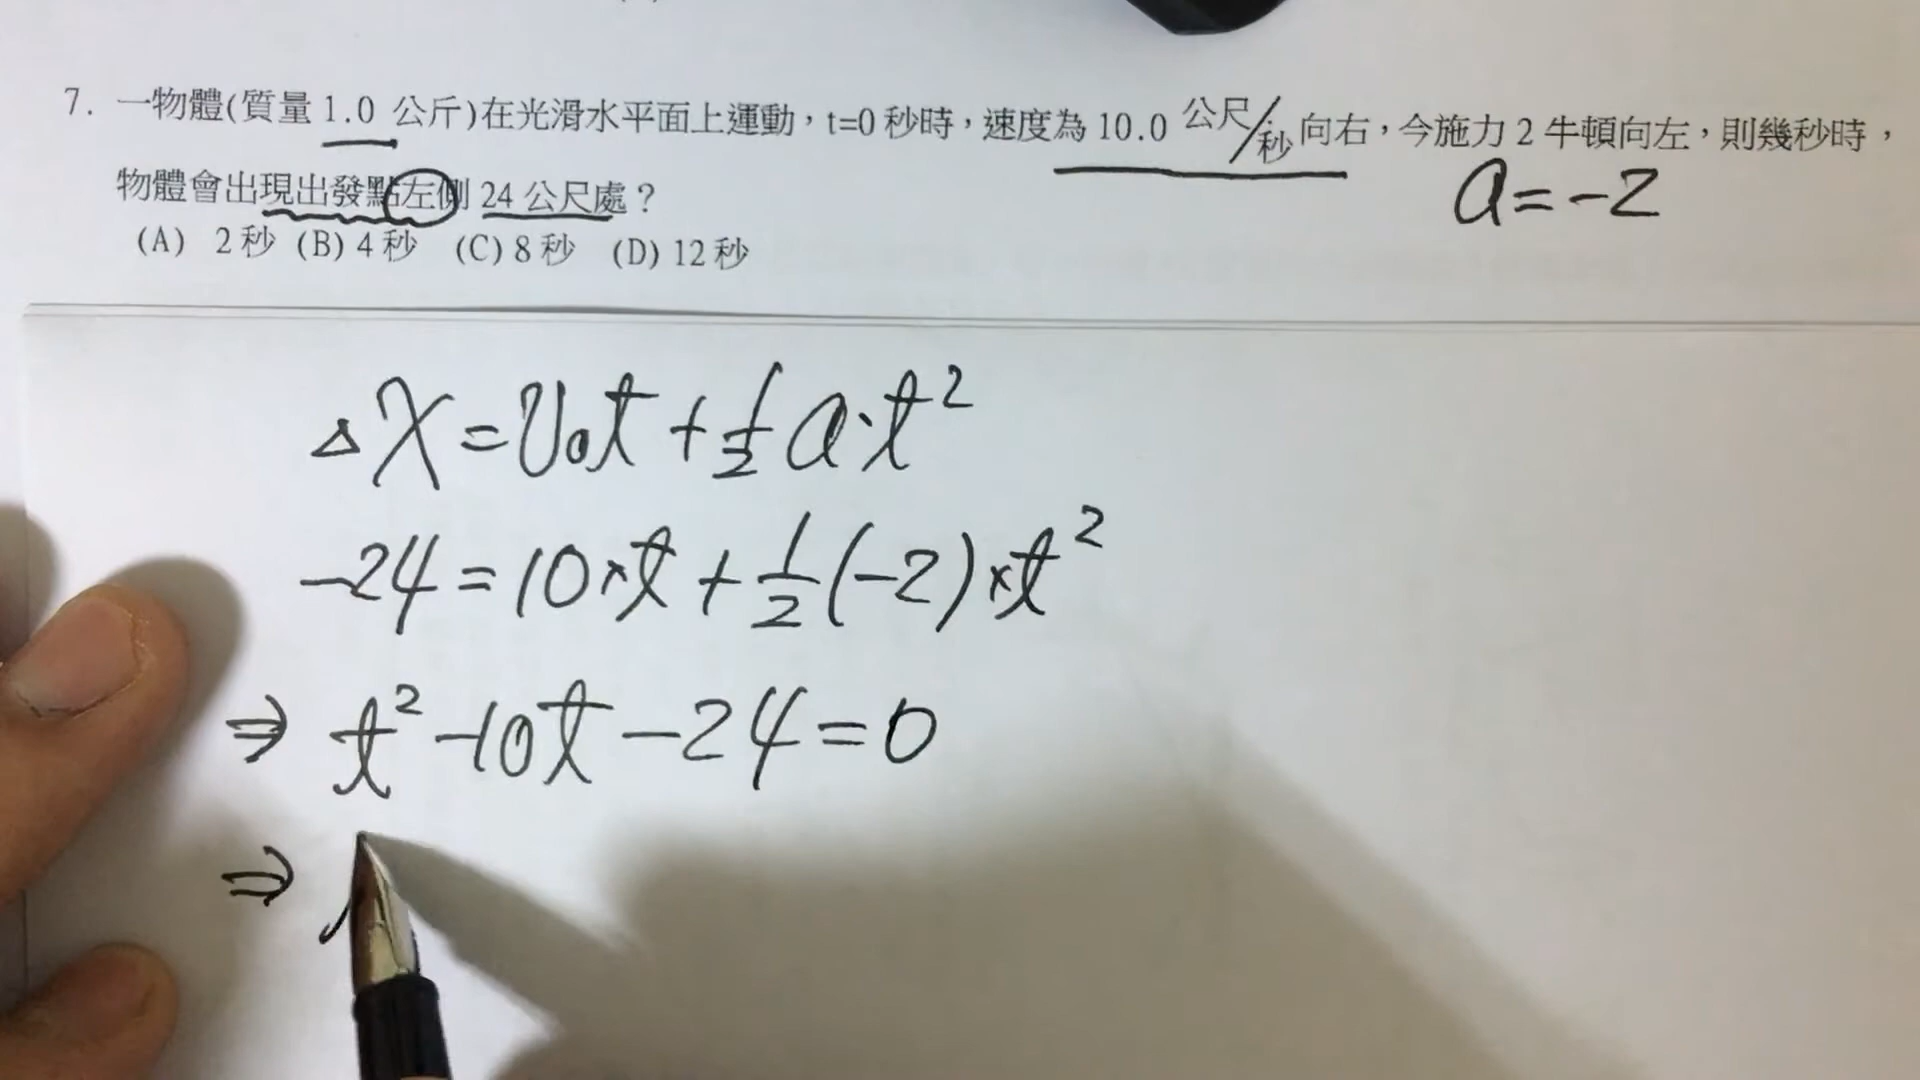 7. 一物體(質量 1.0 公斤)在光滑水平面上運動，t=0 秒時，速度為 10.0 公尺/秒 向右，今施力 2 牛頓向左，則幾秒時，
物體會出現出發點左側 24 公尺處？
a=-2
(A) 2 秒 (B) 4 秒 (C) 8 秒 (D) 12 秒
△X=V₀t+½a·t²
-24=10×t+½(-2)×t²
⇒ t²-10t-24=0
⇒